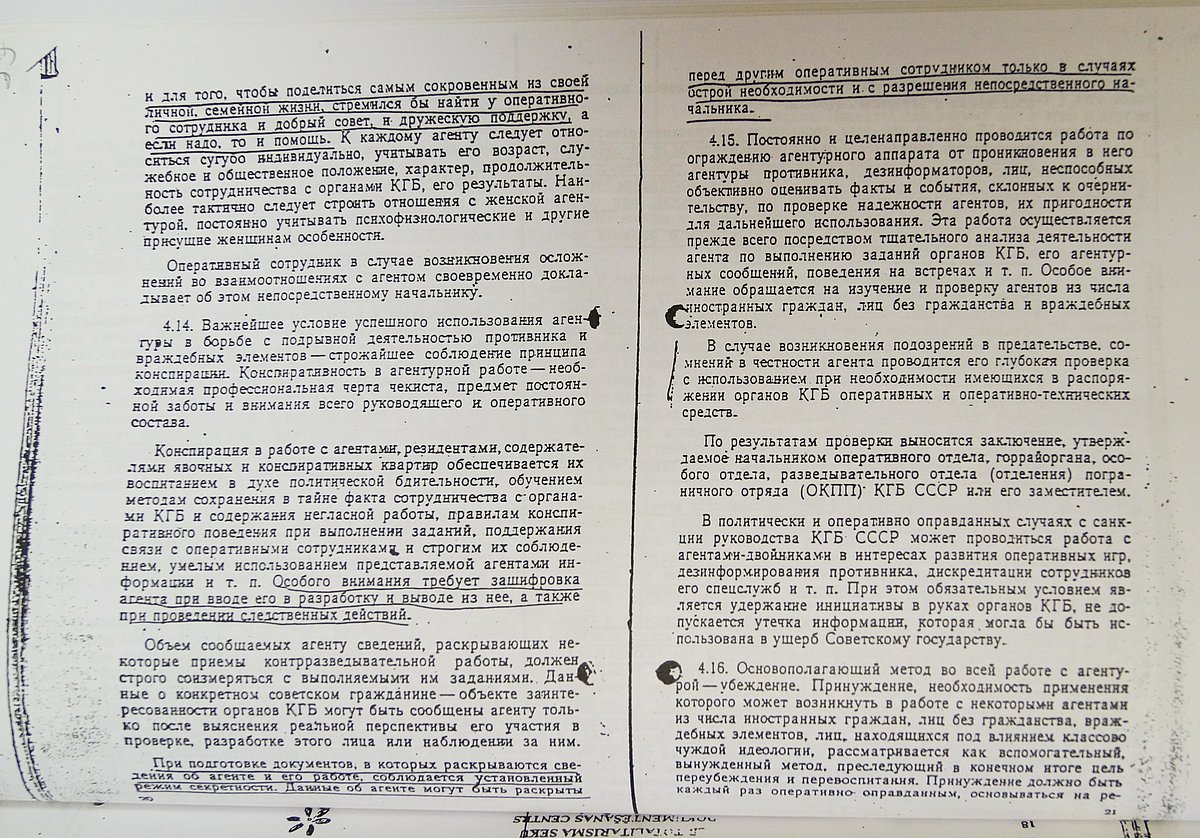 и для того, чтобы поделиться самым сокровенным из своей
личной, семейной жизни, стремился бы найти у оперативно-
го сотрудника и добрый совет, и дружескую поддержку, а
если надо, то и помощь. К каждому агенту следует отно-
ситься сугубо индивидуально, учитывать его возраст, слу-
жебное и общественное положение, характер, продолжитель-
ность сотрудничества с органами КГБ, его результаты. Наи-
более тактично следует строить отношения с женской аген-
турой, постоянно учитывать психофизиологические и другие
присущие женщинам особенности.
Оперативный сотрудник в случае возникновения ослож-
нений во взаимоотношениях с агентом своевременно докла-
дывает об этом непосредственному начальнику.
4.14. Важнейшее условие успешного использования аген-
туры в борьбе с подрывной деятельностью противника и
враждебных элементов — строжайшее соблюдение принципа
конспирации. Конспиративность в агентурной работе — необ-
ходимая профессиональная черта чекиста, предмет постоян-
ной заботы и внимания всего руководящего и оперативного
состава.
Конспирация в работе с агентами, резидентами, содержате-
лями явочных и конспиративных квартир обеспечивается их
воспитанием в духе политической бдительности, обучением
методам сохранения в тайне факта сотрудничества с органа-
ми КГБ и содержания негласной работы, правилам конспи-
ративного поведения при выполнении заданий, поддержания
связи с оперативными сотрудниками и строгим их соблюде-
нием, умелым использованием представляемой агентами ин-
формации и т. п. Особого внимания требует зашифровка
агента при вводе его в разработку и выводе из нее, а также
при проведении следственных действий.
Объем сообщаемых агенту сведений, раскрывающих не-
которые приемы контрразведывательной работы, должен
строго соизмеряться с выполняемыми им заданиями. Дан-
ные о конкретном советском гражданине — объекте заинте-
ресованности органов КГБ могут быть сообщены агенту толь-
ко после выяснения реальной перспективы его участия в
проверке, разработке этого лица или наблюдении за ним.
При подготовке документов, в которых раскрываются све-
дения об агенте и его работе, соблюдается установленный
режим секретности. Данные об агенте могут быть раскрыты
20
перед другим оперативным сотрудником только в случаях
острой необходимости и с разрешения непосредственного на-
чальника.
4.15. Постоянно и целенаправленно проводится работа по
ограждению агентурного аппарата от проникновения в него
агентуры противника, дезинформаторов, лиц, неспособных
объективно оценивать факты и события, склонных к очерни-
тельству, по проверке надежности агентов, их пригодности
для дальнейшего использования. Эта работа осуществляется
прежде всего посредством тщательного анализа деятельности
агента по выполнению заданий органов КГБ, его агентур-
ных сообщений, поведения на встречах и т. п. Особое вни-
мание обращается на изучение и проверку агентов из числа
иностранных граждан, лиц без гражданства и враждебных
элементов.
В случае возникновения подозрений в предательстве, со-
мнений в честности агента проводится его глубокая проверка
с использованием при необходимости имеющихся в распоря-
жении органов КГБ оперативных и оперативно-технических
средств.
По результатам проверки выносится заключение, утверж-
даемое начальником оперативного отдела, горрайоргана, осо-
бого отдела, разведывательного отдела (отделения) погра-
ничного отряда (ОКПП) КГБ СССР или его заместителем.
В политически и оперативно оправданных случаях с санк-
ции руководства КГБ СССР может проводиться работа с
агентами-двойниками в интересах развития оперативных игр,
дезинформирования противника, дискредитации сотрудников
его спецслужб и т. п. При этом обязательным условием яв-
ляется удержание инициативы в руках органов КГБ, не до-
пускается утечка информации, которая могла бы быть ис-
пользована в ущерб Советскому государству.
4.16. Основополагающий метод во всей работе с агенту-
рой — убеждение. Принуждение, необходимость применения
которого может возникнуть в работе с некоторыми агентами
из числа иностранных граждан, лиц без гражданства, враж-
дебных элементов, лиц, находящихся под влиянием классово
чуждой идеологии, рассматривается как вспомогательный,
вынужденный метод, преследующий в конечном итоге цель
переубеждения и перевоспитания. Принуждение должно быть
каждый раз оперативно оправданным, основываться на ре-
21
TOTALITARISMA SEKU
DOKUMENTĒŠANAS CENTRS
18